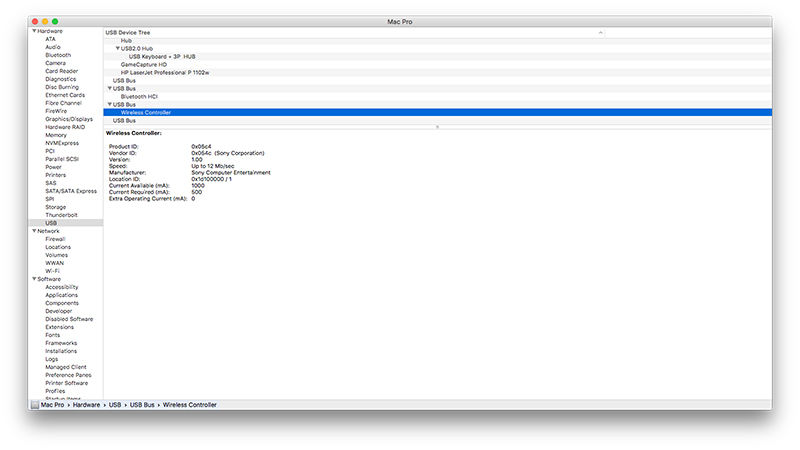 Mac Pro
Hardware
ATA
Audio
Bluetooth
Camera
Card Reader
Diagnostics
Disc Burning
Ethernet Cards
Fibre Channel
FireWire
Graphics/Displays
Hardware RAID
Memory
NVMExpress
PCI
Parallel SCSI
Power
Printers
SAS
SATA/SATA Express
SPI
Storage
Thunderbolt
USB
Network
Firewall
Locations
Volumes
WWAN
Wi-Fi
Software
Accessibility
Applications
Components
Developer
Disabled Software
Extensions
Fonts
Frameworks
Installations
Logs
Managed Client
Preference Panes
Printer Software
Profiles
Startup Items
USB Device Tree
Hub
USB2.0 Hub
USB Keyboard + 3P HUB
GameCapture HD
HP LaserJet Professional P 1102w
USB Bus
USB Bus
Bluetooth HCI
USB Bus
Wireless Controller
USB Bus
Wireless Controller:
Product ID: 0x05c4
Vendor ID: 0x054c (Sony Corporation)
Version: 1.00
Speed: Up to 12 Mb/sec
Manufacturer: Sony Computer Entertainment
Location ID: 0x1d100000 / 1
Current Available (mA): 1000
Current Required (mA): 500
Extra Operating Current (mA): 0
Mac Pro › Hardware › USB › USB Bus › Wireless Controller